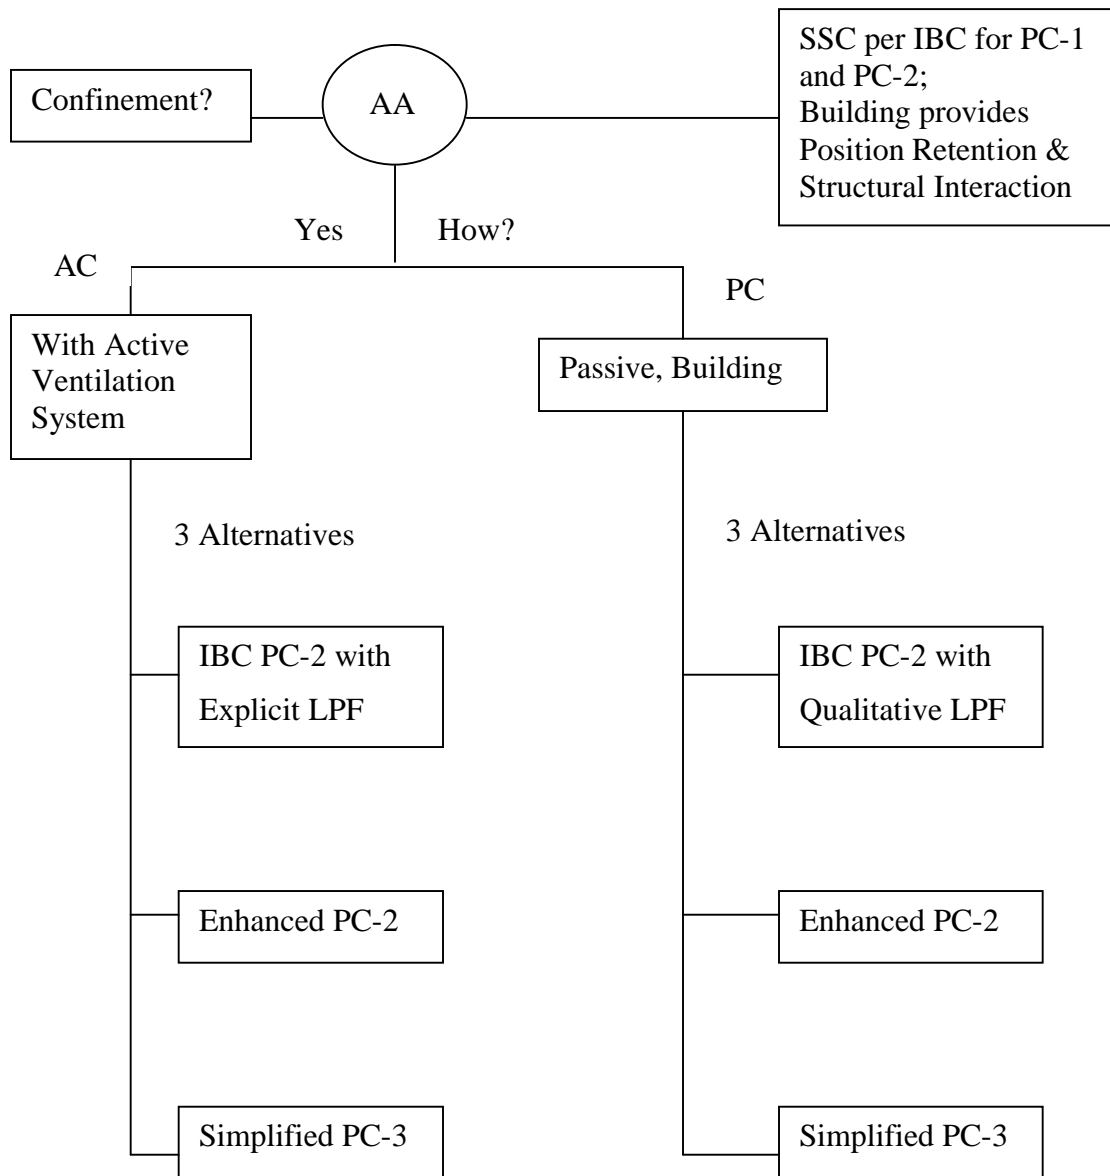 Confinement?
AA
SSC per IBC for PC-1
and PC-2;
Building provides
Position Retention &
Structural Interaction
Yes
How?
AC
PC
With Active
Ventilation
System
Passive, Building
3 Alternatives
3 Alternatives
IBC PC-2 with
Explicit LPF
IBC PC-2 with
Qualitative LPF
Enhanced PC-2
Enhanced PC-2
Simplified PC-3
Simplified PC-3